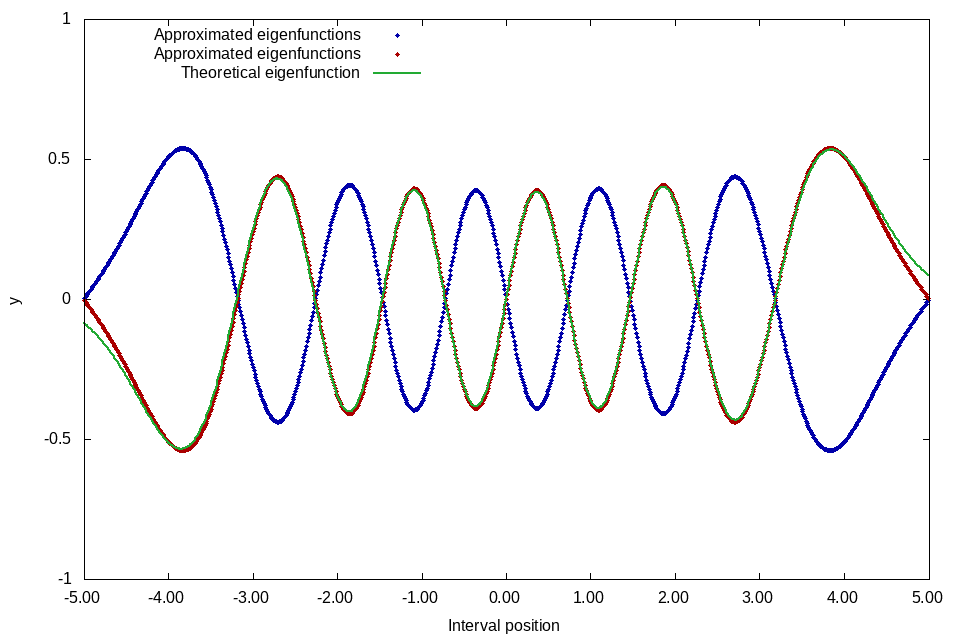 1
Approximated eigenfunctions
Approximated eigenfunctions
Theoretical eigenfunction
0.5
0
y
-0.5
-1
-5.00 -4.00 -3.00 -2.00 -1.00 0.00 1.00 2.00 3.00 4.00 5.00
Interval position